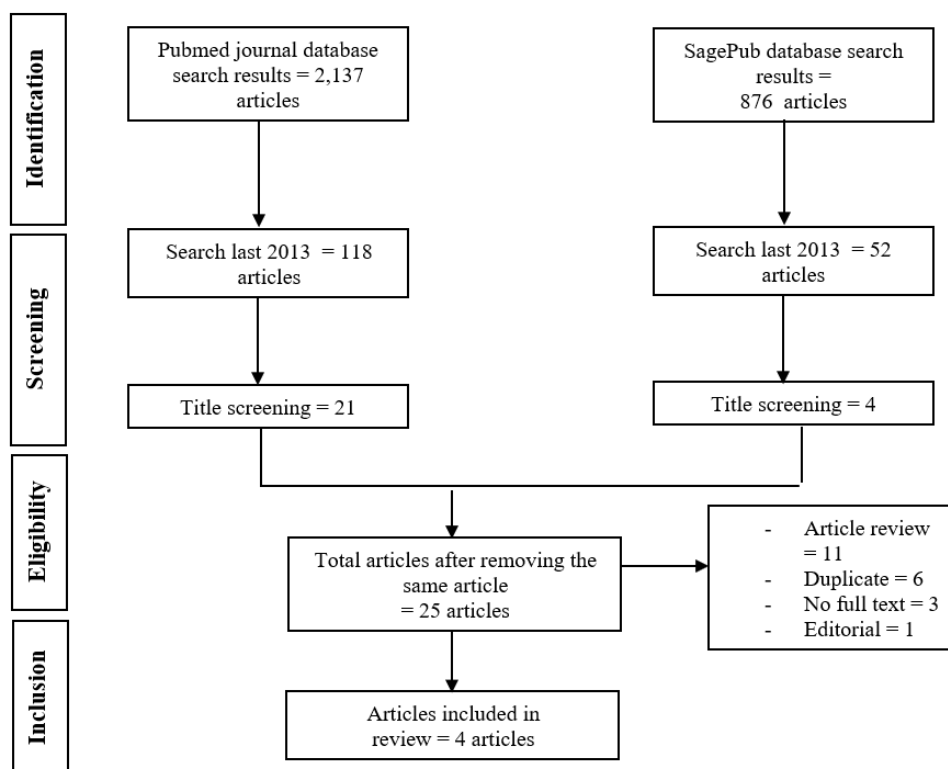 Identification
Pubmed journal database
search results = 2,137
articles
SagePub database search
results =
876 articles
Screening
Search last 2013 = 118
articles
Search last 2013 = 52
articles
Title screening = 21
Title screening = 4
Eligibility
Total articles after removing the
same article
= 25 articles
- Article review
= 11
- Duplicate = 6
- No full text = 3
- Editorial = 1
Inclusion
Articles included in
review = 4 articles